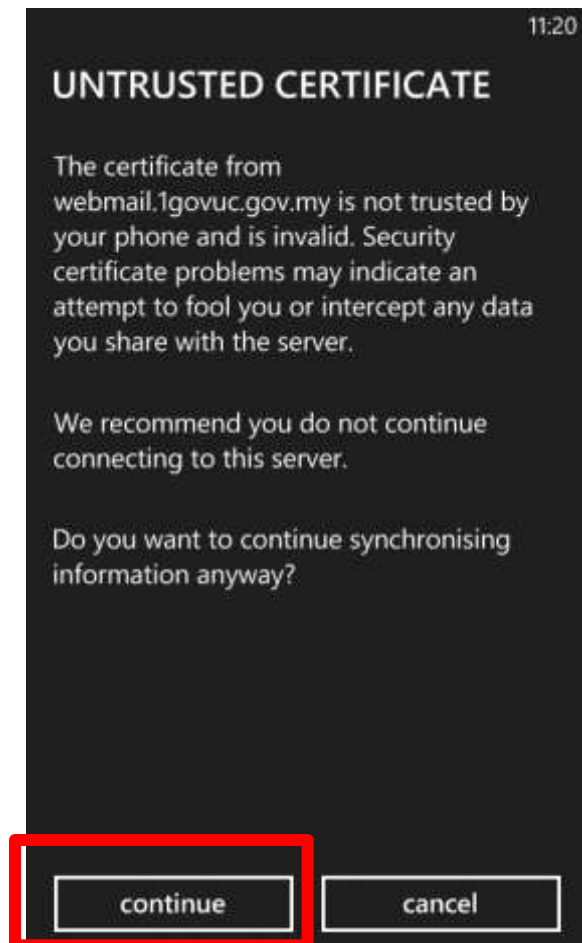 11:20
UNTRUSTED CERTIFICATE
The certificate from
webmail.1govuc.gov.my is not trusted by
your phone and is invalid. Security
certificate problems may indicate an
attempt to fool you or intercept any data
you share with the server.
We recommend you do not continue
connecting to this server.
Do you want to continue synchronising
information anyway?
continue
cancel